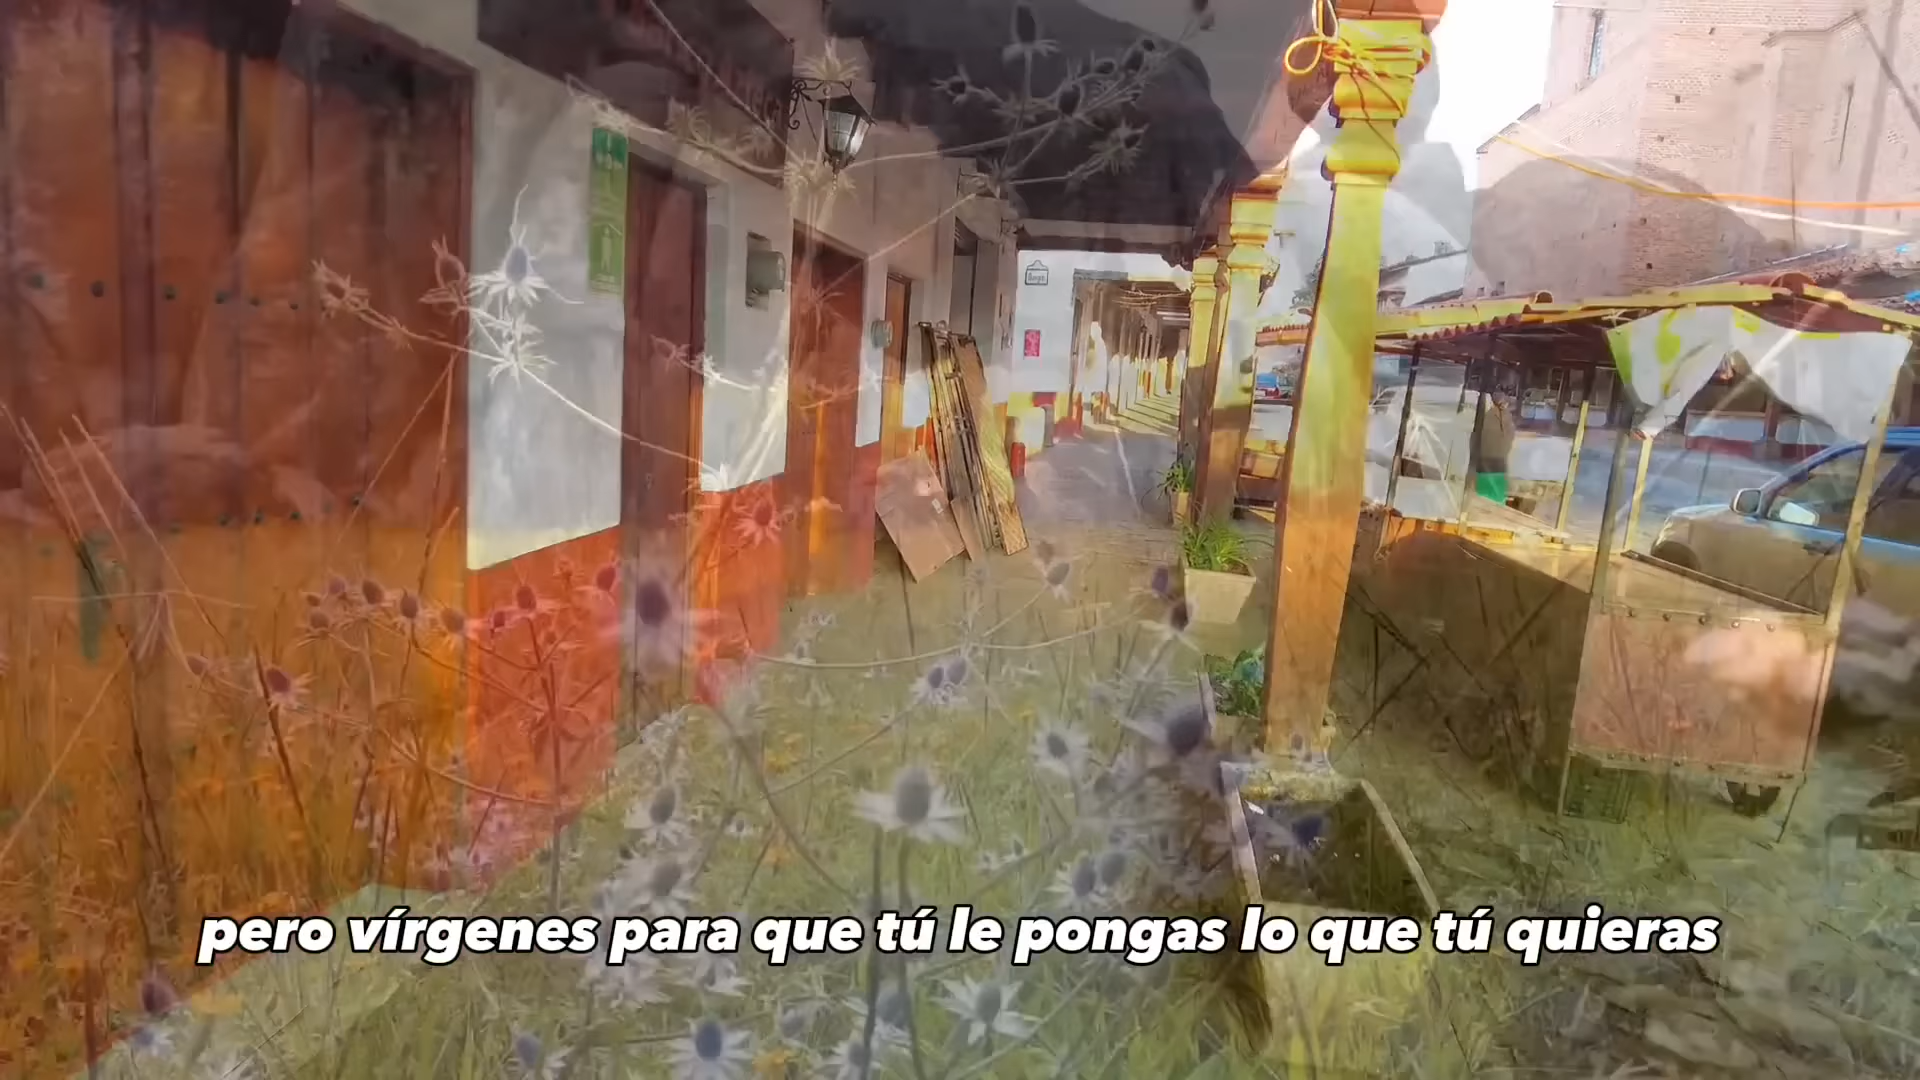 pero vírgenes para que tú le pongas lo que tú quieras